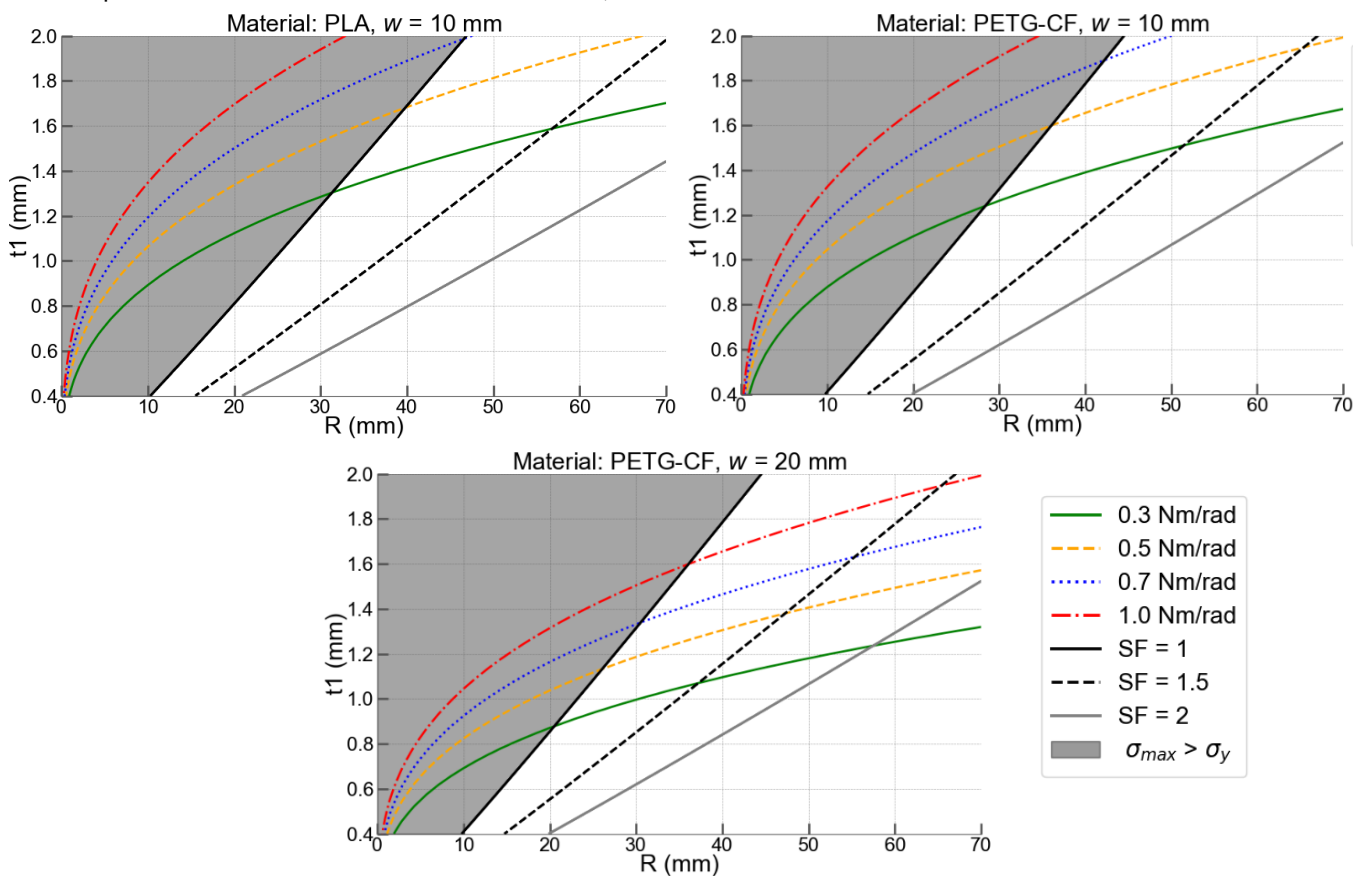 Material: PLA, w = 10 mm
t1 (mm)
2.0
1.8
1.6
1.4
1.2
1.0
0.8
0.6
0.4
0 10 20 30 40 50 60 70
R (mm)
Material: PETG-CF, w = 10 mm
t1 (mm)
2.0
1.8
1.6
1.4
1.2
1.0
0.8
0.6
0.4
0 10 20 30 40 50 60 70
R (mm)
Material: PETG-CF, w = 20 mm
t1 (mm)
2.0
1.8
1.6
1.4
1.2
1.0
0.8
0.6
0.4
0 10 20 30 40 50 60 70
R (mm)
0.3 Nm/rad
0.5 Nm/rad
0.7 Nm/rad
1.0 Nm/rad
SF = 1
SF = 1.5
SF = 2
σmax > σy